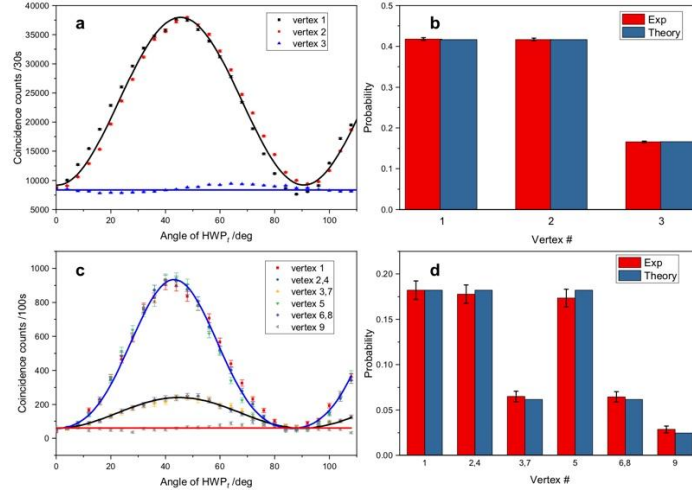 a
vertex 1
vertex 2
vertex 3
40000
35000
30000
25000
20000
15000
10000
5000
Coincidence counts /30s
0 20 40 60 80 100
Angle of HWPt /deg
b
Exp
Theory
0.5
0.4
0.3
0.2
0.1
0.0
Probability
1 2 3
Vertex #
c
vertex 1
vetex 2,4
vertex 3,7
vertex 5
vertex 6,8
vertex 9
1000
800
600
400
200
0
Coincidence counts /100s
0 20 40 60 80 100
Angle of HWPt /deg
d
Exp
Theory
0.20
0.15
0.10
0.05
0.00
Probability
1 2,4 3,7 5 6,8 9
Vertex #